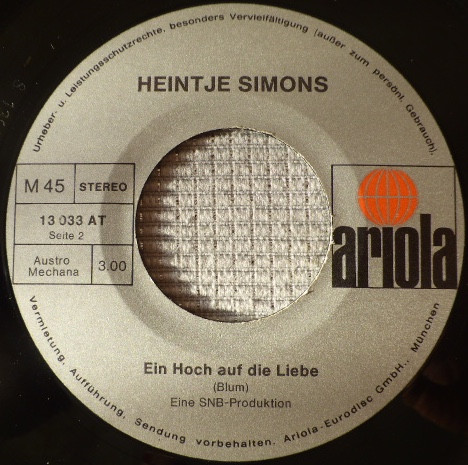 Urheber- u. Leistungsschutzrechte, besonders Vervielfältigung (außer zum persönl. Gebrauch),
HEINTJE SIMONS
M 45
STEREO
13 033 AT
Seite 2
Austro
Mechana
3.00
ariola
Ein Hoch auf die Liebe
(Blum)
Eine SNB-Produktion
Vermietung, Aufführung, Sendung vorbehalten. Ariola-Eurodisc GmbH., München